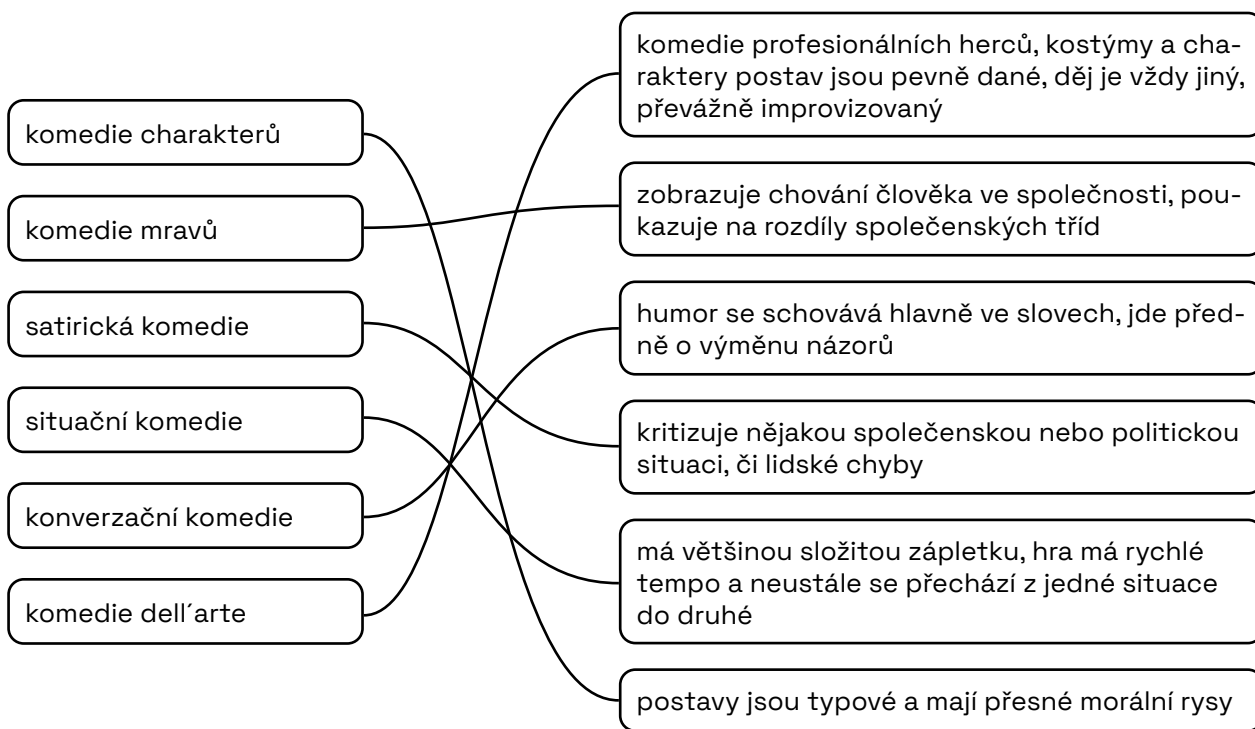 komedie charakterů
komedie mravů
satirická komedie
situační komedie
konverzační komedie
komedie dell´arte
komedie profesionálních herců, kostýmy a cha-
raktery postav jsou pevně dané, děj je vždy jiný,
převážně improvizovaný
zobrazuje chování člověka ve společnosti, pou-
kazuje na rozdíly společenských tříd
humor se schovává hlavně ve slovech, jde před-
ně o výměnu názorů
kritizuje nějakou společenskou nebo politickou
situaci, či lidské chyby
má většinou složitou zápletku, hra má rychlé
tempo a neustále se přechází z jedné situace
do druhé
postavy jsou typové a mají přesné morální rysy